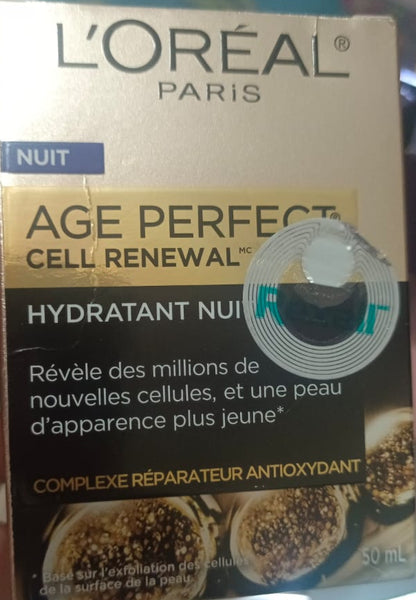 L'ORÉAL®
PARIS
NUIT
AGE PERFECT®
CELL RENEWAL MC
HYDRATANT
Révèle des millions de
nouvelles cellules, et une peau
d'apparence plus jeune*
COMPLEXE RÉPARATEUR ANTIOXYDANT
50 mL
* Basé sur l'exfoliation des cellules
de la surface de la peau.